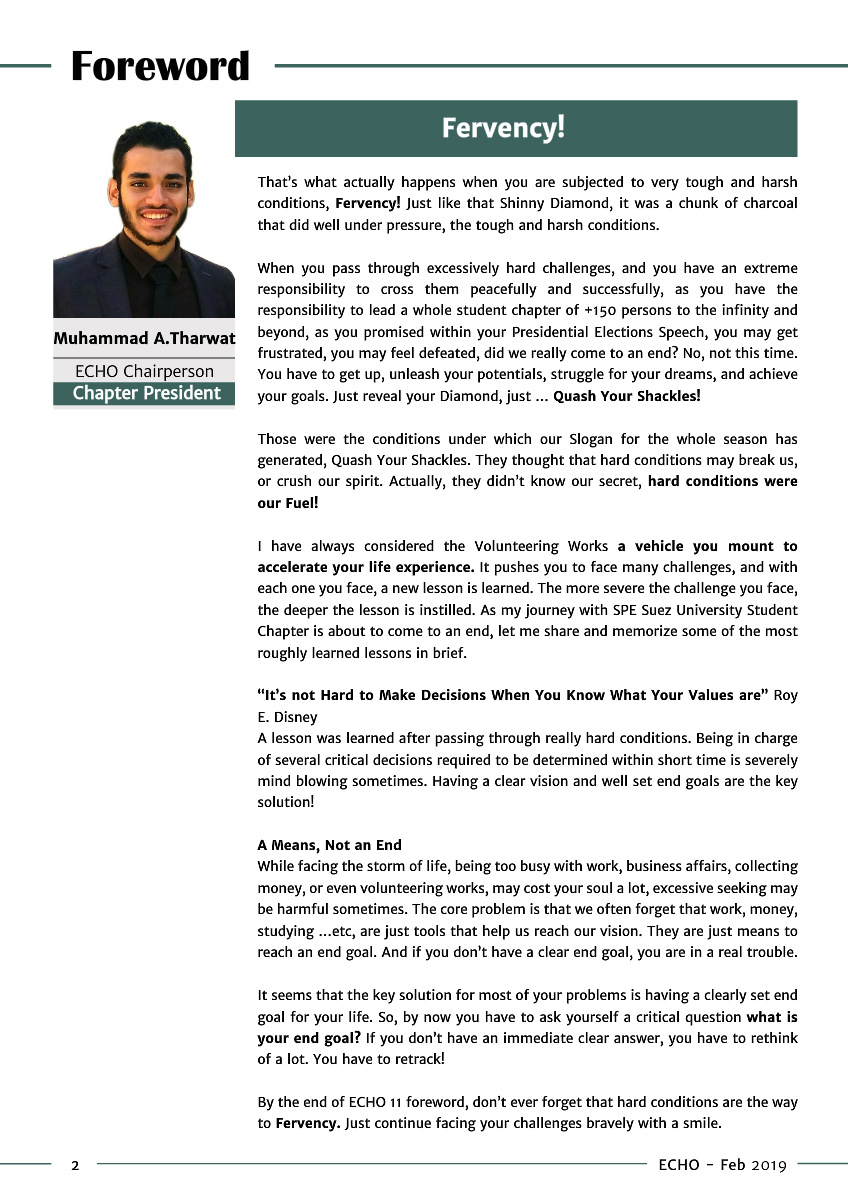 Foreword
Fervency!
Muhammad A.Tharwat
ECHO Chairperson
Chapter President
That's what actually happens when you are subjected to very tough and harsh
conditions, Fervency! Just like that Shinny Diamond, it was a chunk of charcoal
that did well under pressure, the tough and harsh conditions.
When you pass through excessively hard challenges, and you have an extreme
responsibility to cross them peacefully and successfully, as you have the
responsibility to lead a whole student chapter of +150 persons to the infinity and
beyond, as you promised within your Presidential Elections Speech, you may get
frustrated, you may feel defeated, did we really come to an end? No, not this time.
You have to get up, unleash your potentials, struggle for your dreams, and achieve
your goals. Just reveal your Diamond, just ... Quash Your Shackles!
Those were the conditions under which our Slogan for the whole season has
generated, Quash Your Shackles. They thought that hard conditions may break us,
or crush our spirit. Actually, they didn't know our secret, hard conditions were
our Fuel!
I have always considered the Volunteering Works a vehicle you mount to
accelerate your life experience. It pushes you to face many challenges, and with
each one you face, a new lesson is learned. The more severe the challenge you face,
the deeper the lesson is instilled. As my journey with SPE Suez University Student
Chapter is about to come to an end, let me share and memorize some of the most
roughly learned lessons in brief.
“It's not Hard to Make Decisions When You Know What Your Values are” Roy
E. Disney
A lesson was learned after passing through really hard conditions. Being in charge
of several critical decisions required to be determined within short time is severely
mind blowing sometimes. Having a clear vision and well set end goals are the key
solution!
A Means, Not an End
While facing the storm of life, being too busy with work, business affairs, collecting
money, or even volunteering works, may cost your soul a lot, excessive seeking may
be harmful sometimes. The core problem is that we often forget that work, money,
studying ...etc, are just tools that help us reach our vision. They are just means to
reach an end goal. And if you don't have a clear end goal, you are in a real trouble.
It seems that the key solution for most of your problems is having a clearly set end
goal for your life. So, by now you have to ask yourself a critical question what is
your end goal? If you don't have an immediate clear answer, you have to rethink
of a lot. You have to retrack!
By the end of ECHO 11 foreword, don't ever forget that hard conditions are the way
to Fervency. Just continue facing your challenges bravely with a smile.
2
ECHO - Feb 2019